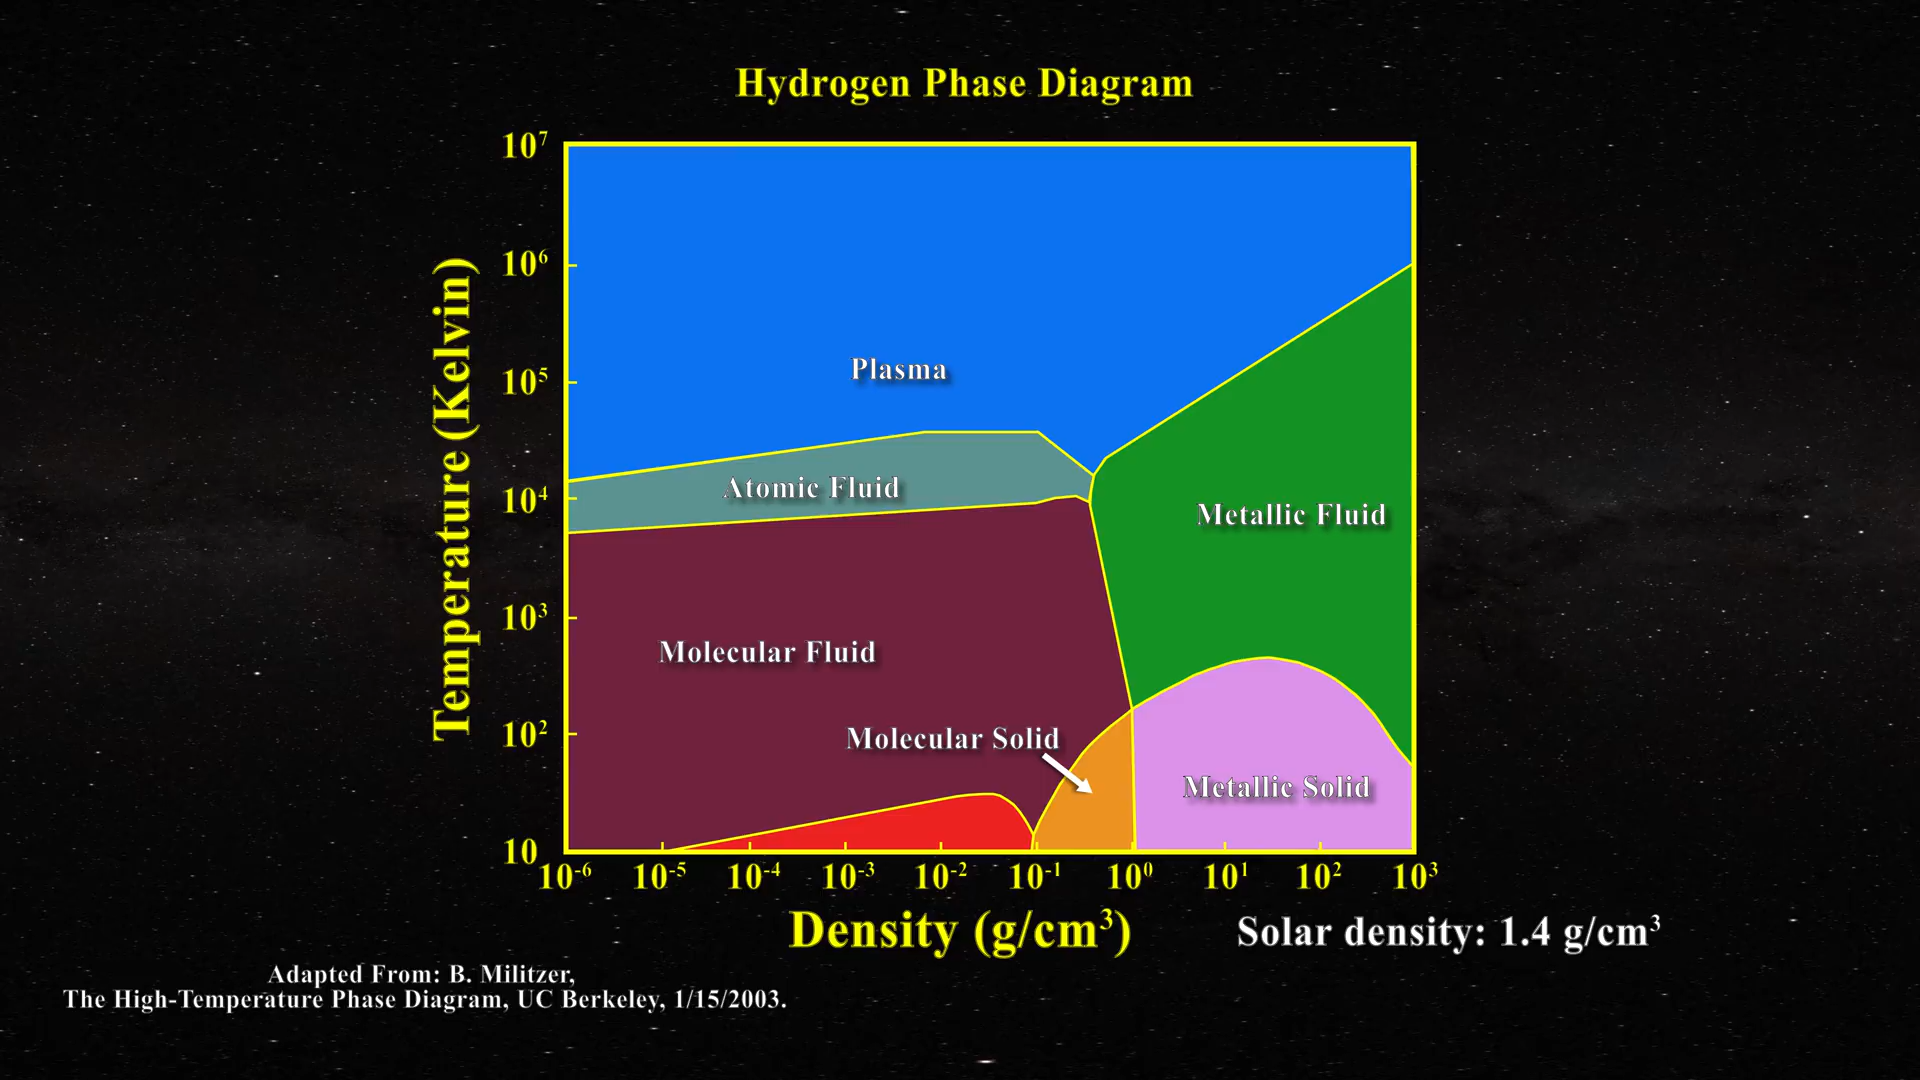 Hydrogen Phase Diagram
Temperature (Kelvin)
10⁷
10⁶
10⁵
10⁴
10³
10²
10
Plasma
Atomic Fluid
Metallic Fluid
Molecular Fluid
Molecular Solid
Metallic Solid
10⁻⁶ 10⁻⁵ 10⁻⁴ 10⁻³ 10⁻² 10⁻¹ 10⁰ 10¹ 10² 10³
Density (g/cm³)
Solar density: 1.4 g/cm³
Adapted From: B. Militzer,
The High-Temperature Phase Diagram, UC Berkeley, 1/15/2003.